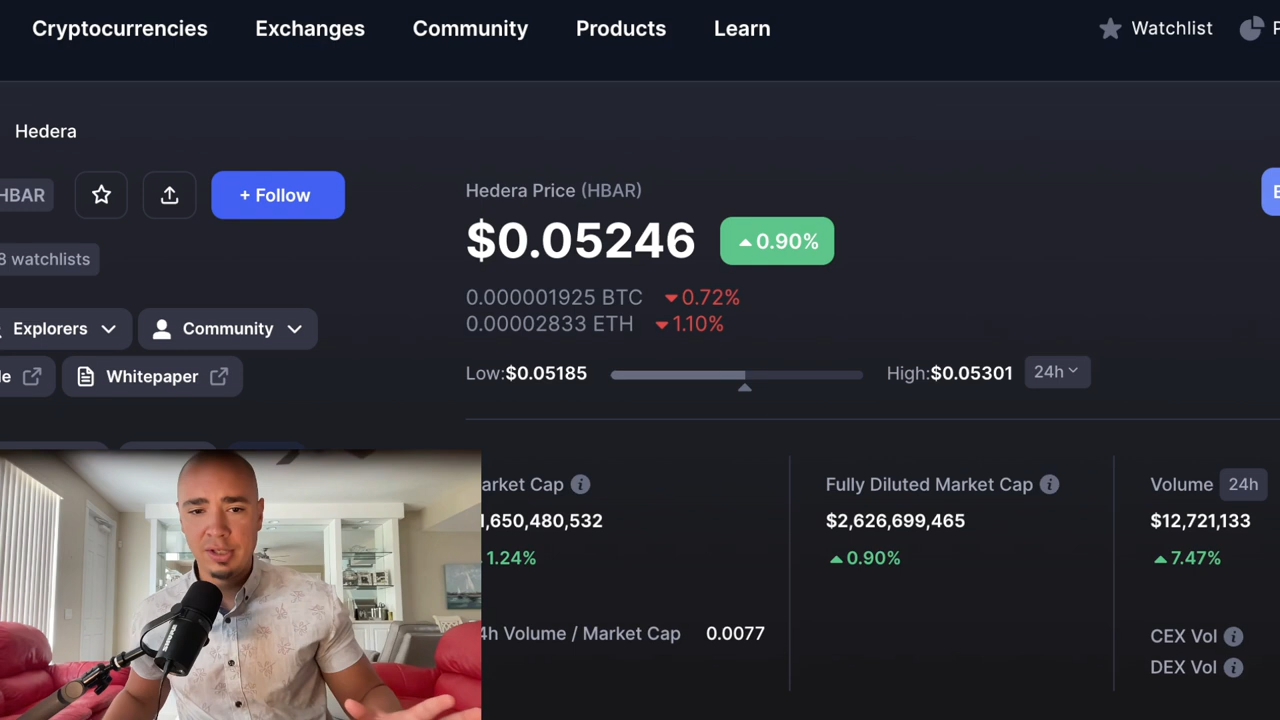 Cryptocurrencies Exchanges Community Products Learn Watchlist
Hedera
HBAR + Follow
Hedera Price (HBAR)
$0.05246 0.90%
8 watchlists
0.000001925 BTC 0.72%
0.00002833 ETH 1.10%
Explorers Community
Whitepaper
Low:$0.05185 High:$0.05301 24h
arket Cap Fully Diluted Market Cap Volume 24h
1,650,480,532 $2,626,699,465 $12,721,133
1.24% 0.90% 7.47%
4h Volume / Market Cap 0.0077
CEX Vol
DEX Vol